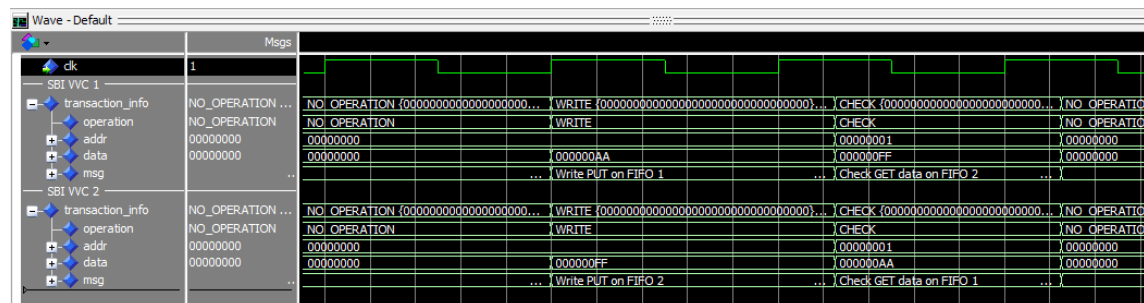 Wave - Default
Msgs
clk 1
SBI VVC 1
transaction_info NO_OPERATION ... NO_OPERATION {0000000000000000000... WRITE {00000000000000000000000000000000}... CHECK {00000000000000000000000... NO_OPERATIO
operation NO_OPERATION NO_OPERATION WRITE CHECK NO_OPERATIO
addr 00000000 00000000 00000001 00000000
data 00000000 00000000 000000AA 000000FF 00000000
msg .. ... Write PUT on FIFO 1 ... Check GET data on FIFO 2 ...
SBI VVC 2
transaction_info NO_OPERATION ... NO_OPERATION {0000000000000000000... WRITE {00000000000000000000000000000000}... CHECK {00000000000000000000000... NO_OPERATIO
operation NO_OPERATION NO_OPERATION WRITE CHECK NO_OPERATIO
addr 00000000 00000000 00000001 00000000
data 00000000 00000000 000000FF 000000AA 00000000
msg .. ... Write PUT on FIFO 2 ... Check GET data on FIFO 1 ...